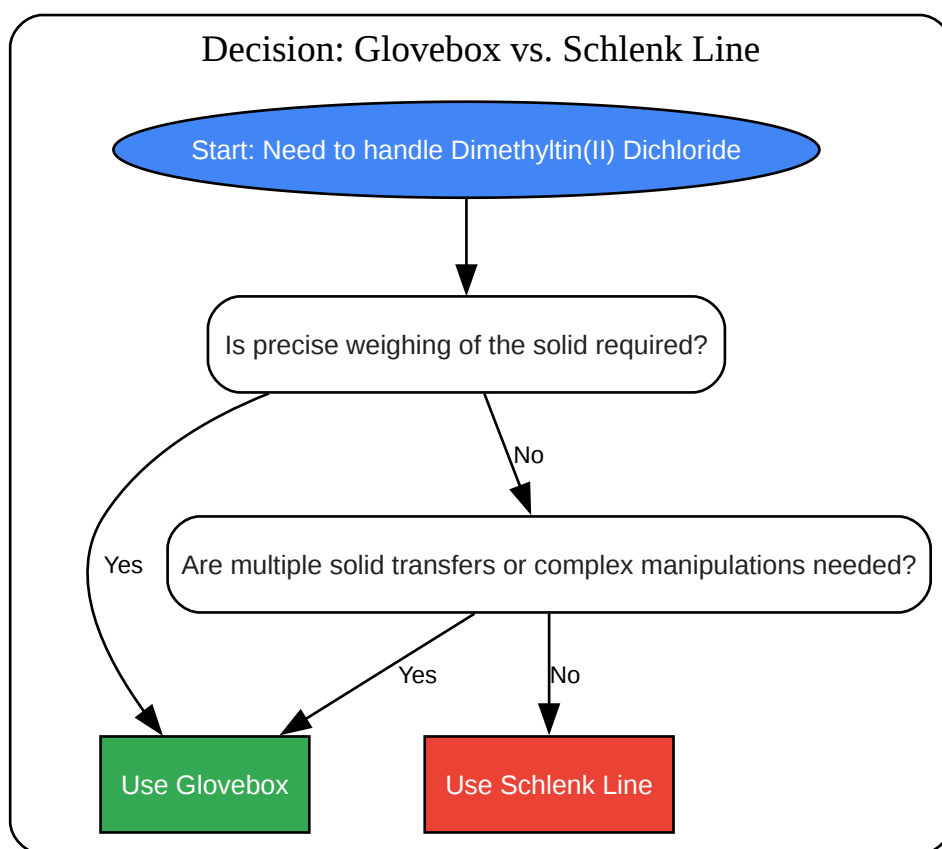 Decision: Glovebox vs. Schlenk Line
Start: Need to handle Dimethyltin(II) Dichloride
Is precise weighing of the solid required?
No
Yes
Are multiple solid transfers or complex manipulations needed?
Yes
No
Use Glovebox
Use Schlenk Line